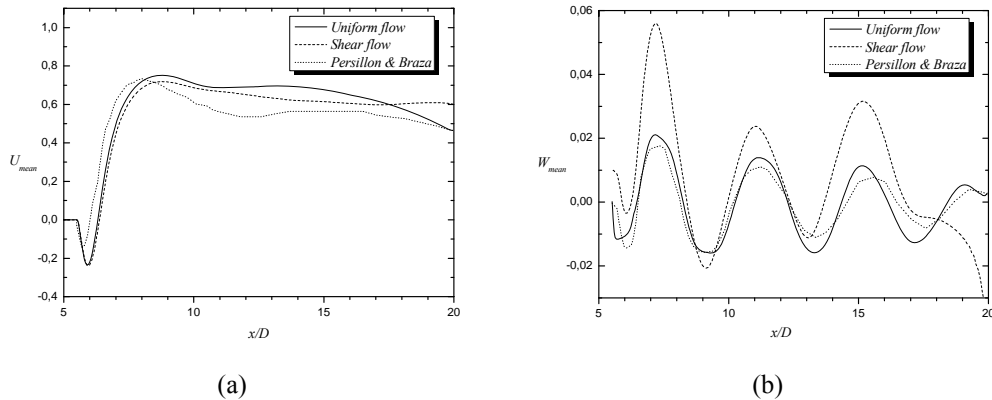 (a)
1,0
0,8
0,6
0,4
0,2
0,0
-0,2
-0,4
U mean
Uniform flow
Shear flow
Persillon & Braza
5
10
15
20
x/D
(a)
(b)
0,06
0,04
0,02
0,00
-0,02
W mean
Uniform flow
Shear flow
Persillon & Braza
5
10
15
20
x/D
(b)